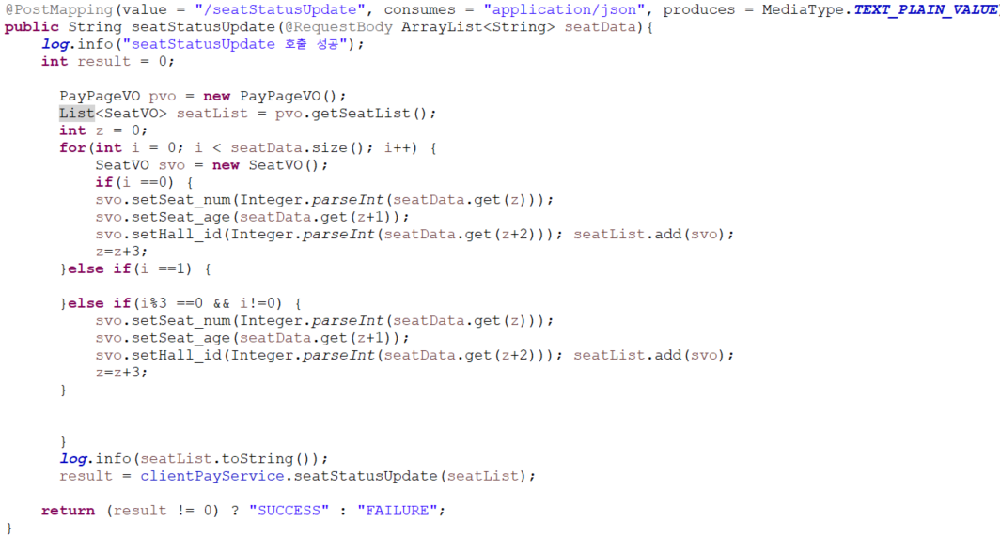 @PostMapping(value = "/seatStatusUpdate", consumes = "application/json", produces = MediaType.TEXT_PLAIN_VALUE
public String seatStatusUpdate(@RequestBody ArrayList<String> seatData){
    log.info("seatStatusUpdate 호출 성공");
    int result = 0;

      PayPageVO pvo = new PayPageVO();
      List<SeatVO> seatList = pvo.getSeatList();
      int z = 0;
      for(int i = 0; i < seatData.size(); i++) {
          SeatVO svo = new SeatVO();
          if(i ==0) {
          svo.setSeat_num(Integer.parseInt(seatData.get(z)));
          svo.setSeat_age(seatData.get(z+1));
          svo.setHall_id(Integer.parseInt(seatData.get(z+2))); seatList.add(svo);
          z=z+3;
      }else if(i ==1) {

      }else if(i%3 ==0 && i!=0) {
          svo.setSeat_num(Integer.parseInt(seatData.get(z)));
          svo.setSeat_age(seatData.get(z+1));
          svo.setHall_id(Integer.parseInt(seatData.get(z+2))); seatList.add(svo);
          z=z+3;
      }


      }
      log.info(seatList.toString());
      result = clientPayService.seatStatusUpdate(seatList);

    return (result != 0) ? "SUCCESS" : "FAILURE";
}